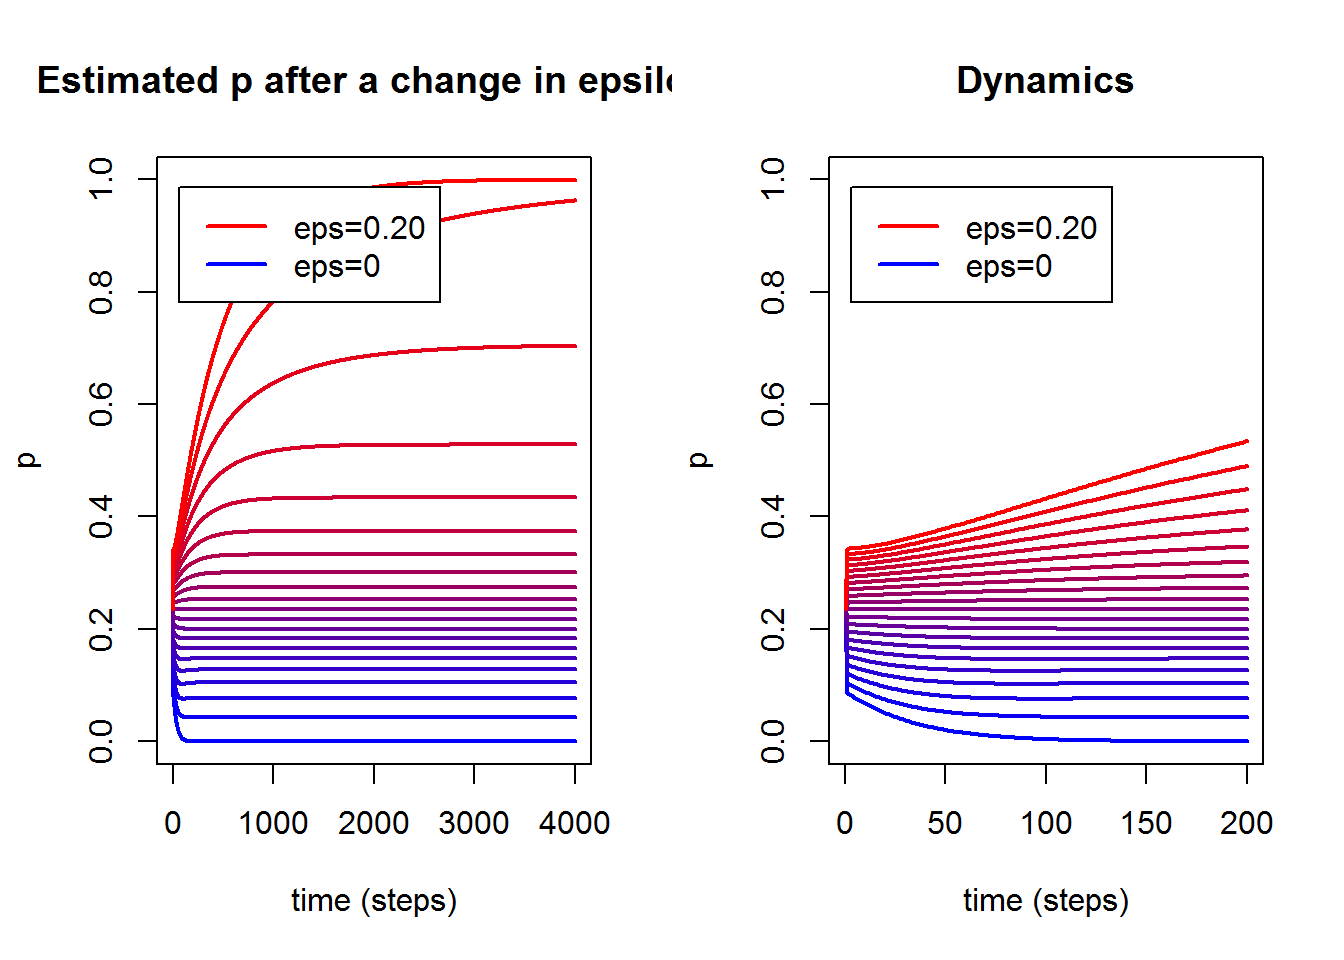 Estimated p after a change in epsil
Dynamics
p
1.0
0.8
0.6
0.4
0.2
0.0
eps=0.20
eps=0
0 1000 2000 3000 4000
time (steps)
p
1.0
0.8
0.6
0.4
0.2
0.0
eps=0.20
eps=0
0 50 100 150 200
time (steps)